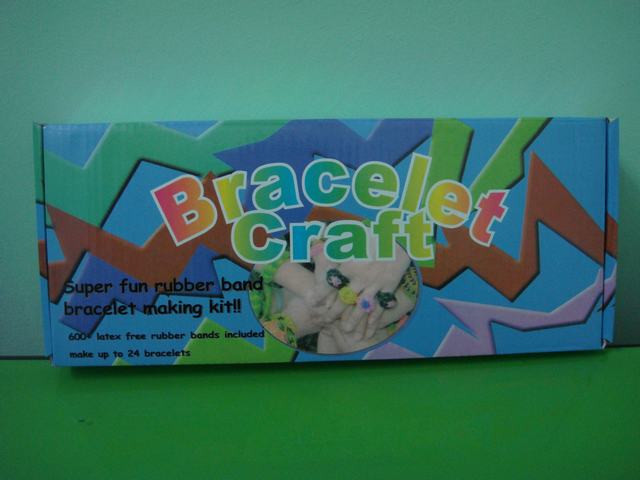 Bracelet
Craft
Super fun rubber band
bracelet making kit!!
600+ latex free rubber bands included
make up to 24 bracelets